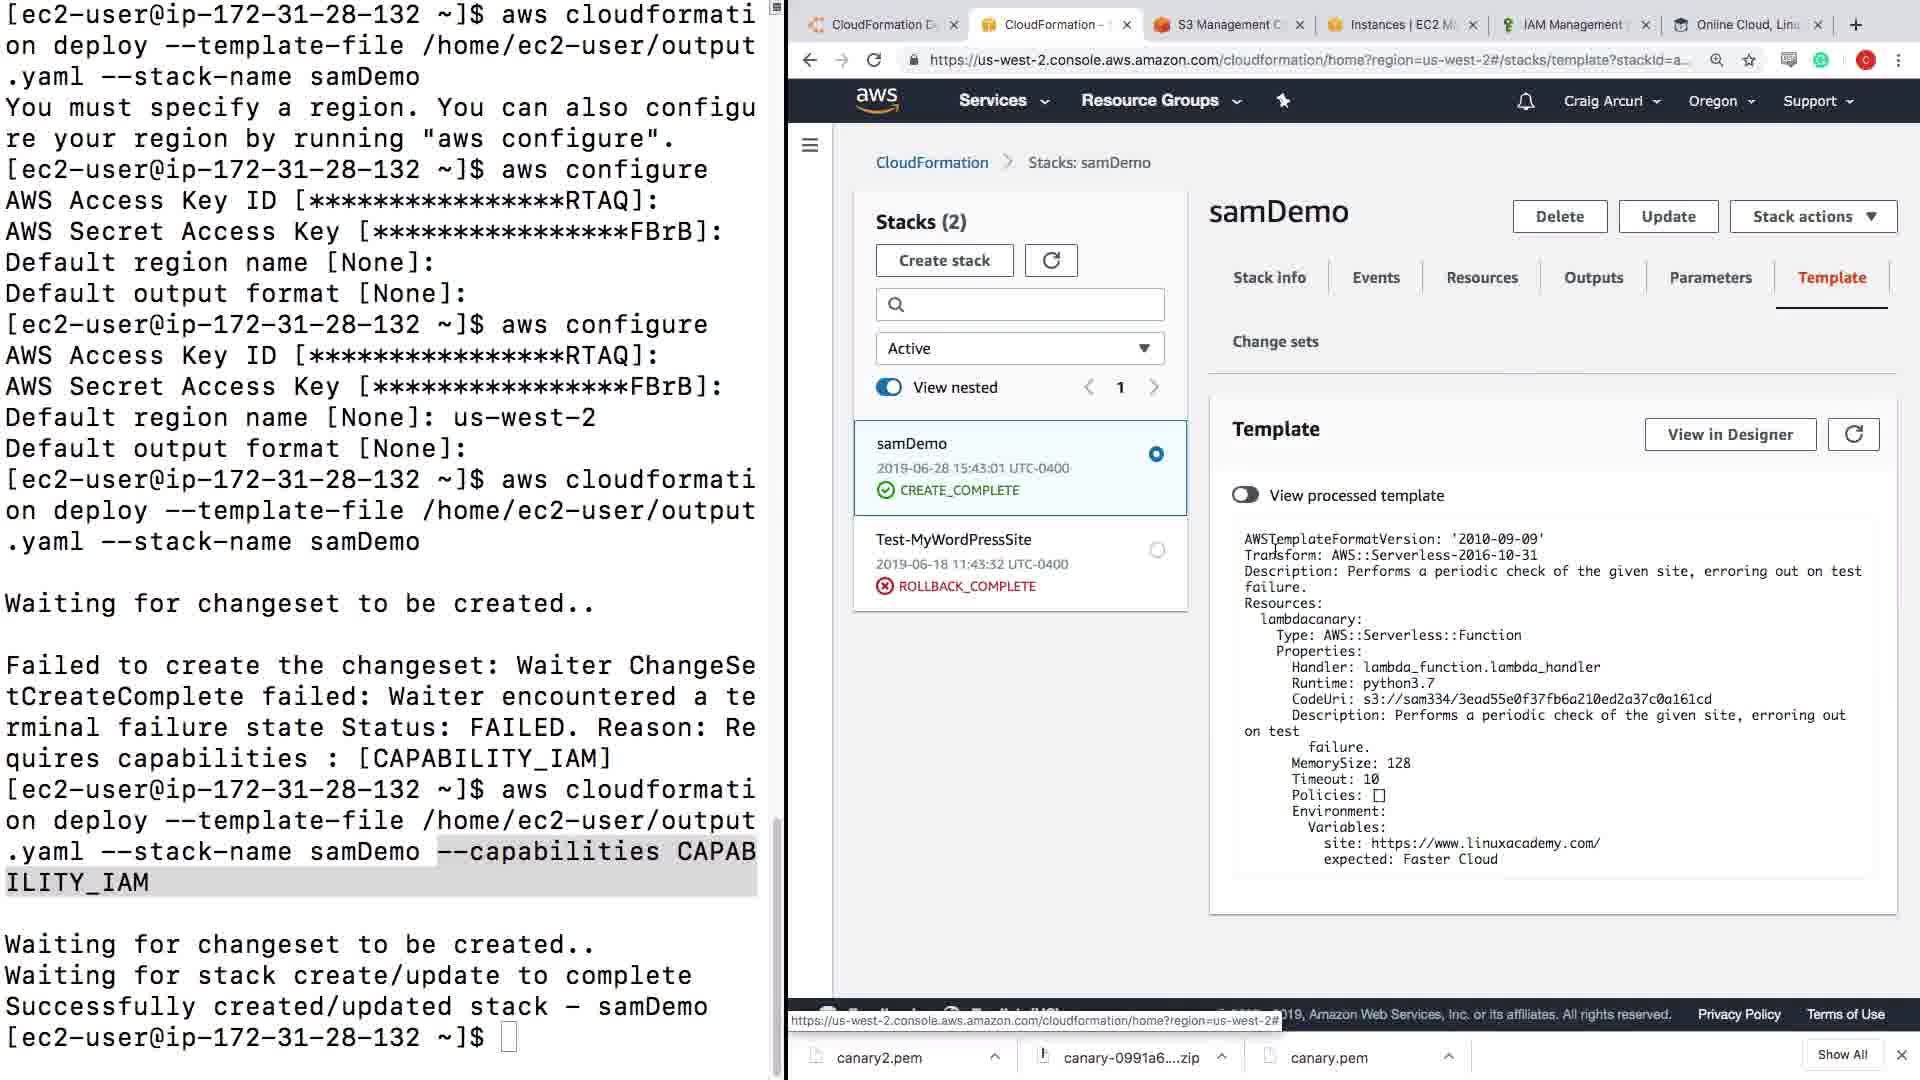 [ec2-user@ip-172-31-28-132 ~]$ aws cloudformati
on deploy --template-file /home/ec2-user/output
.yaml --stack-name samDemo
You must specify a region. You can also configu
re your region by running "aws configure".
[ec2-user@ip-172-31-28-132 ~]$ aws configure
AWS Access Key ID [****************RTAQ]:
AWS Secret Access Key [****************FBrB]:
Default region name [None]:
Default output format [None]:
[ec2-user@ip-172-31-28-132 ~]$ aws configure
AWS Access Key ID [****************RTAQ]:
AWS Secret Access Key [****************FBrB]:
Default region name [None]: us-west-2
Default output format [None]:
[ec2-user@ip-172-31-28-132 ~]$ aws cloudformati
on deploy --template-file /home/ec2-user/output
.yaml --stack-name samDemo
Waiting for changeset to be created..
Failed to create the changeset: Waiter ChangeSe
tCreateComplete failed: Waiter encountered a te
rminal failure state Status: FAILED. Reason: Re
quires capabilities : [CAPABILITY_IAM]
[ec2-user@ip-172-31-28-132 ~]$ aws cloudformati
on deploy --template-file /home/ec2-user/output
.yaml --stack-name samDemo --capabilities CAPAB
ILITY_IAM
Waiting for changeset to be created..
Waiting for stack create/update to complete
Successfully created/updated stack - samDemo
[ec2-user@ip-172-31-28-132 ~]$
CloudFormation D CloudFormation - S3 Management C Instances | EC2 M IAM Management Online Cloud, Linu
https://us-west-2.console.aws.amazon.com/cloudformation/home?region=us-west-2#/stacks/template?stackId=a...
aws Services Resource Groups Craig Arcurl Oregon Support
CloudFormation Stacks: samDemo
Stacks (2)
Create stack
Active
View nested 1
samDemo
2019-06-28 15:43:01 UTC-0400
CREATE_COMPLETE
Test-MyWordPressSite
2019-06-18 11:43:32 UTC-0400
ROLLBACK_COMPLETE
samDemo
Delete Update Stack actions
Stack info Events Resources Outputs Parameters Template
Change sets
Template
View in Designer
View processed template
AWSTemplateFormatVersion: '2010-09-09'
Transform: AWS::Serverless-2016-10-31
Description: Performs a periodic check of the given site, erroring out on test
failure.
Resources:
lambdacanary:
Type: AWS::Serverless::Function
Properties:
Handler: lambda_function.lambda_handler
Runtime: python3.7
CodeUri: s3://sam334/3ead55e0f37fb6a210ed2a37c0a161cd
Description: Performs a periodic check of the given site, erroring out
on test
failure.
MemorySize: 128
Timeout: 10
Policies: []
Environment:
Variables:
site: https://www.linuxacademy.com/
expected: Faster Cloud
https://us-west-2.console.aws.amazon.com/cloudformation/home?region=us-west-2#
019, Amazon Web Services, Inc. or its affiliates. All rights reserved. Privacy Policy Terms of Use
canary2.pem canary-0991a6....zip canary.pem Show All